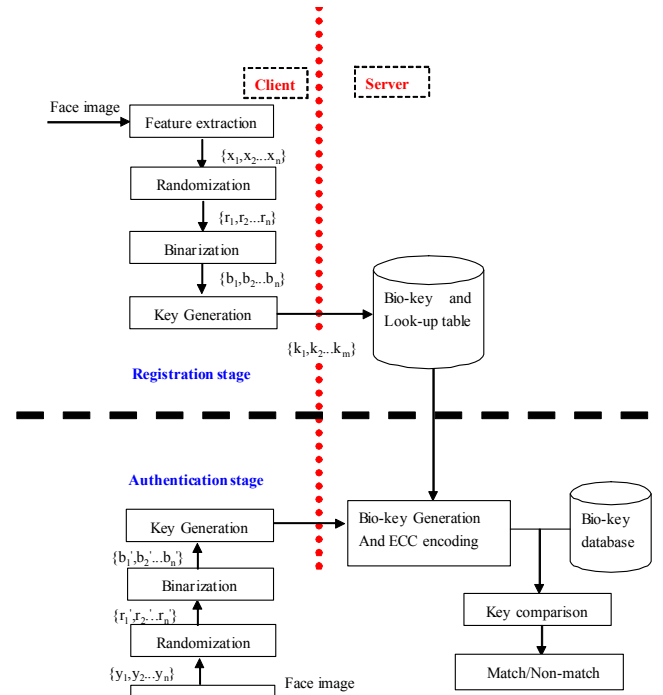 Client
Server
Face image
Feature extraction
{x₁,x₂...xₙ}
Randomization
{r₁,r₂...rₙ}
Binarization
{b₁,b₂...bₙ}
Key Generation
{k₁,k₂...kₘ}
Bio-key and
Look-up table
Registration stage
Authentication stage
Key Generation
{b₁',b₂'...bₙ'}
Binarization
{r₁',r₂'...rₙ'}
Randomization
{y₁,y₂...yₙ}
Face image
Bio-key Generation
And ECC encoding
Bio-key
database
Key comparison
Match/Non-match